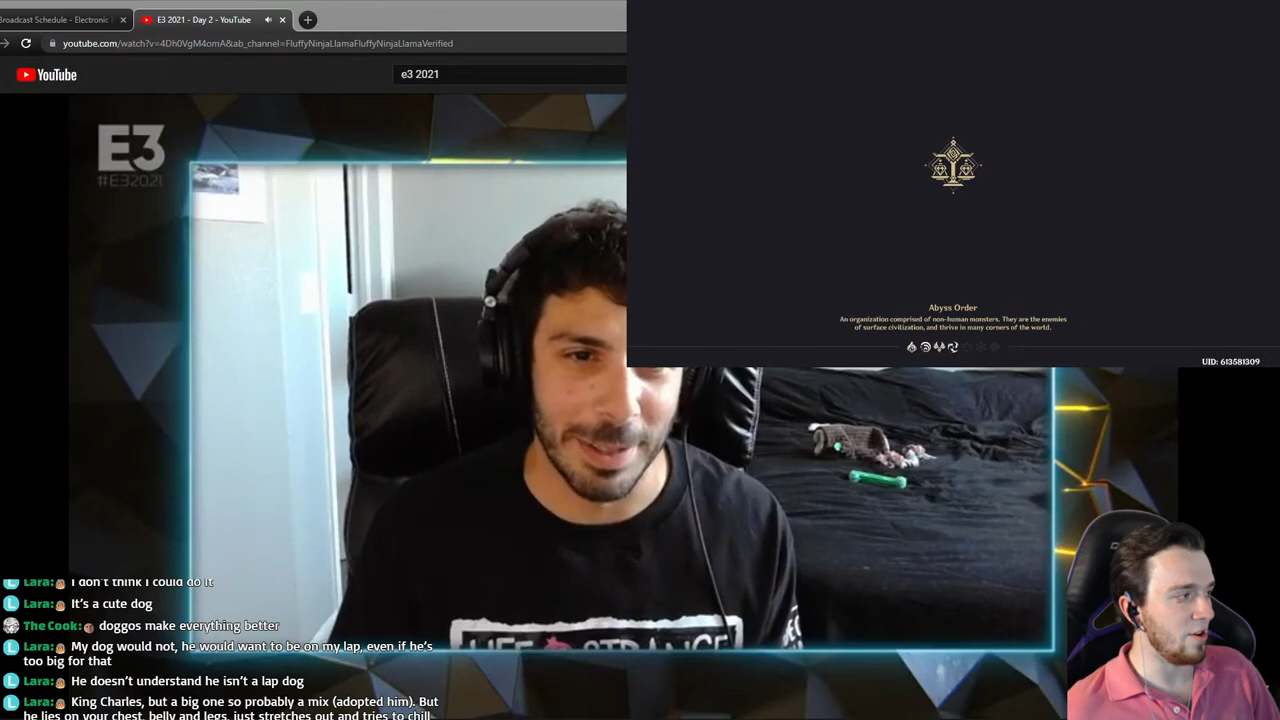 Broadcast Schedule - Electronic
E3 2021 - Day 2 - YouTube
youtube.com/watch?v=4Dh0VgM4omA&ab_channel=FluffyNinjaLlamaFluffyNinjaLlamaVerified
YouTube
e3 2021
E3
#E32021
Abyss Order
An organization comprised of non-human monsters. They are the enemies
of surface civilization, and thrive in many corners of the world.
UID: 613581309
LIFE STRANGE
Lara: I don't think I could do it
Lara: It's a cute dog
The Cook: doggos make everything better
Lara: My dog would not, he would want to be on my lap, even if he's
too big for that
Lara: He doesn't understand he isn't a lap dog
Lara: King Charles, but a big one so probably a mix (adopted him). But
he lies on your chest, belly and legs, just stretches out and tries to chill